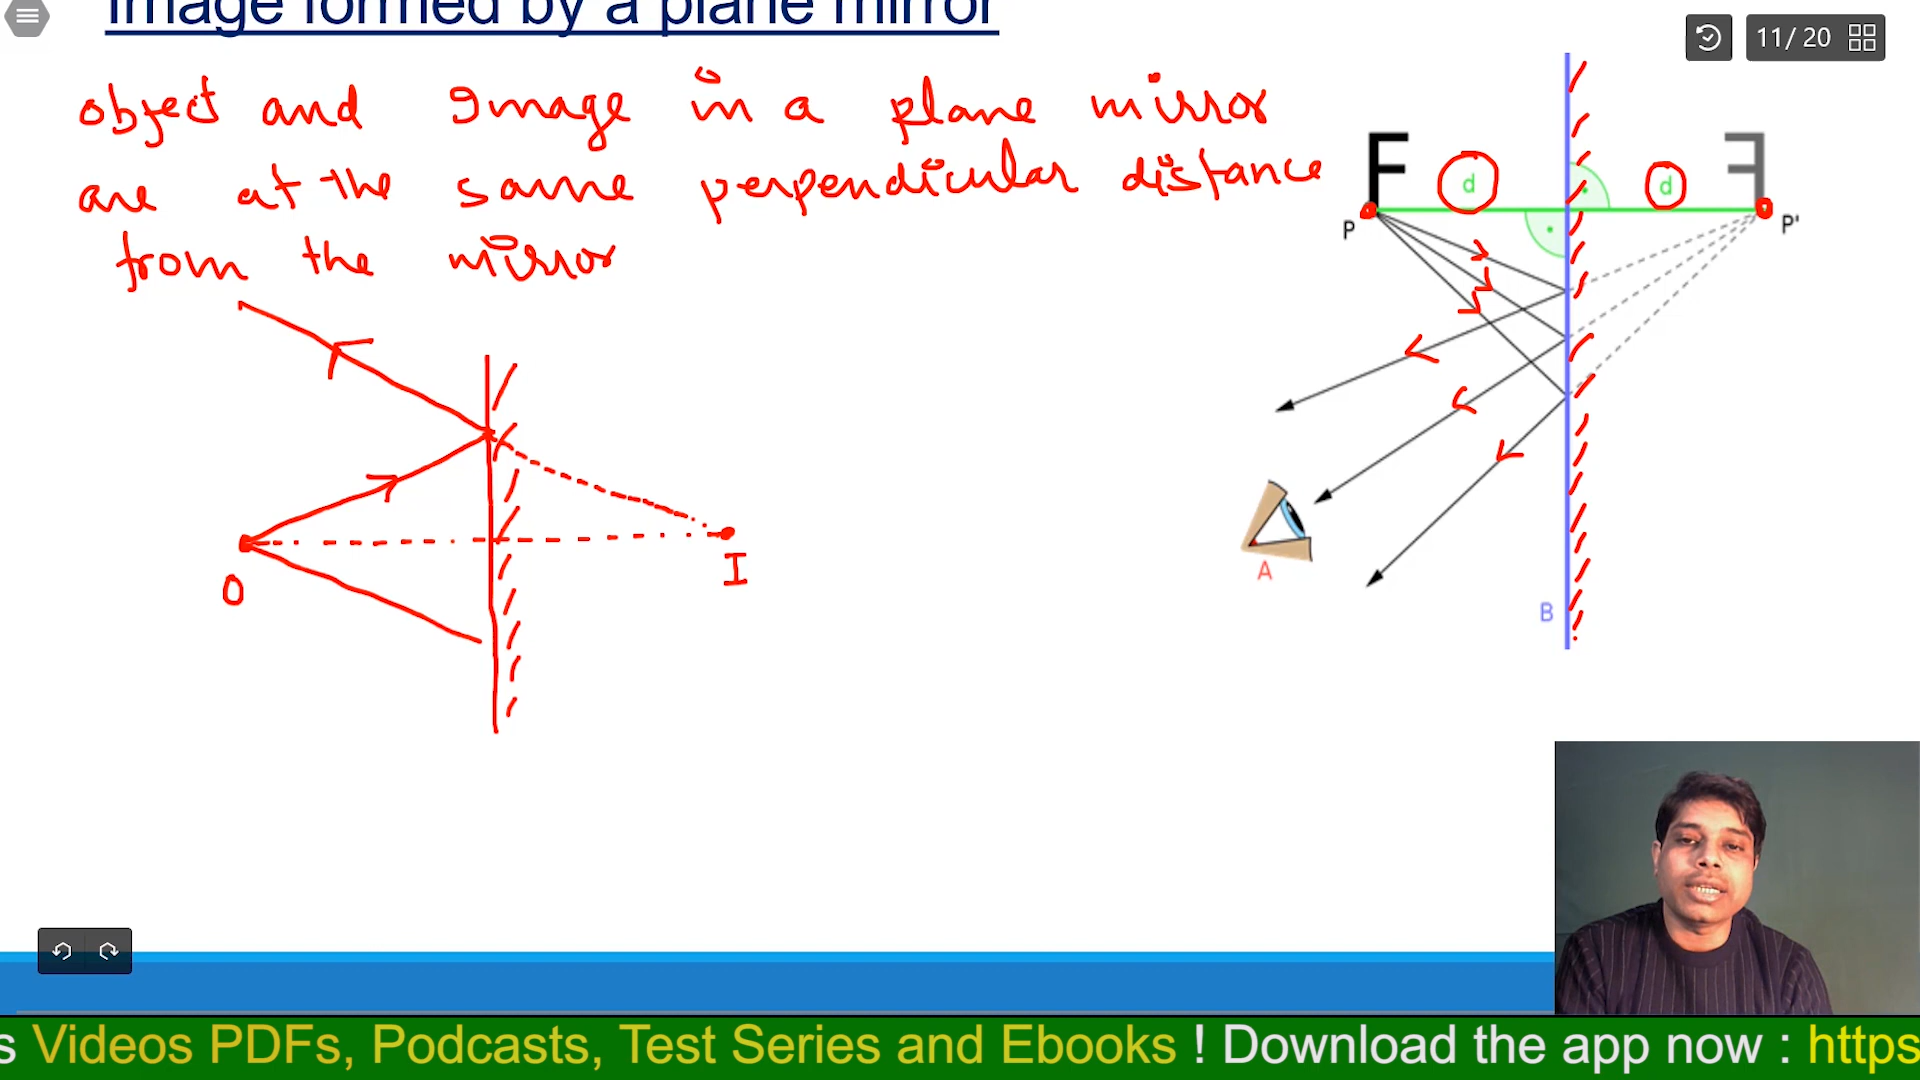 Image formed by a plane mirror
11/ 20
object and Image in a plane mirror
are at the same perpendicular distance
from the mirror
F
d
d
F
P
P'
O
I
A
B
s Videos PDFs, Podcasts, Test Series and Ebooks ! Download the app now : https